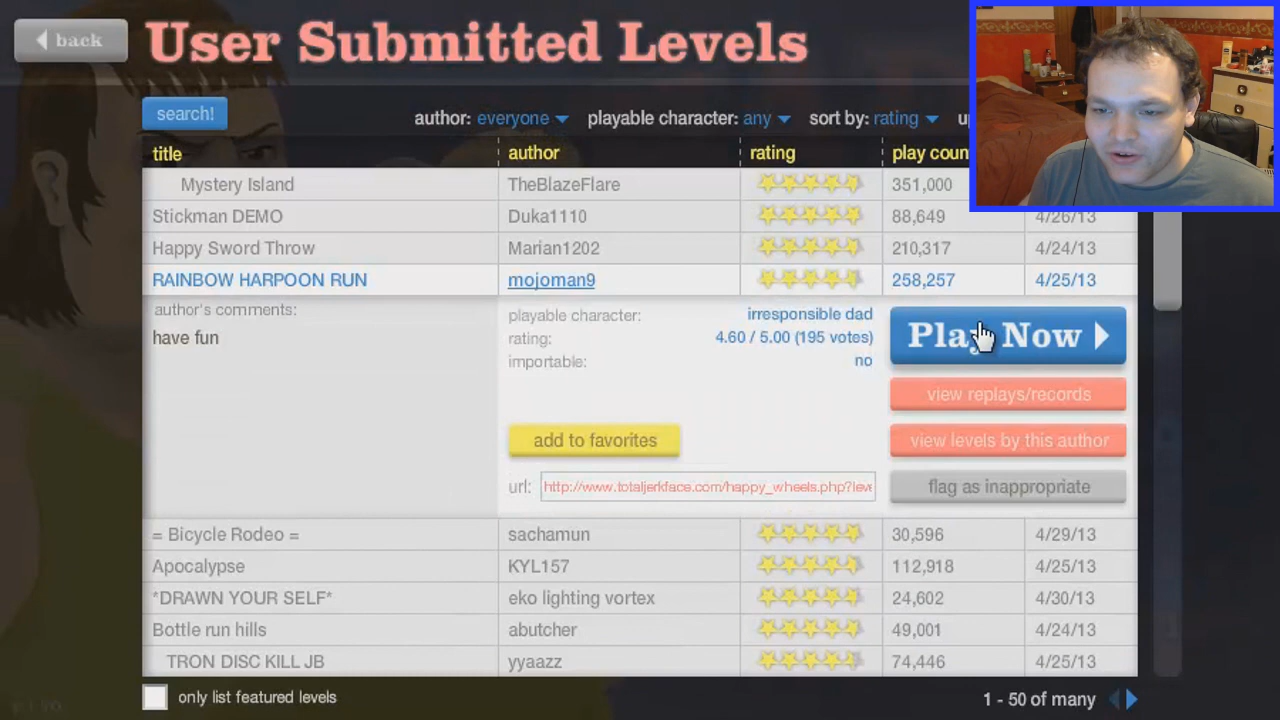 back
User Submitted Levels
search!
author: everyone playable character: any sort by: rating
title author rating play coun
Mystery Island TheBlazeFlare 351,000
Stickman DEMO Duka1110 88,649 4/26/13
Happy Sword Throw Marian1202 210,317 4/24/13
RAINBOW HARPOON RUN mojoman9 258,257 4/25/13
author's comments:
have fun
playable character: irresponsible dad
rating: 4.60 / 5.00 (195 votes)
importable: no
add to favorites
url: http://www.totaljerkface.com/happy_wheels.php?leve
Play Now
view replays/records
view levels by this author
flag as inappropriate
= Bicycle Rodeo = sachamun 30,596 4/29/13
Apocalypse KYL157 112,918 4/25/13
*DRAWN YOUR SELF* eko lighting vortex 24,602 4/30/13
Bottle run hills abutcher 49,001 4/24/13
TRON DISC KILL JB yyaazz 74,446 4/25/13
only list featured levels
1 - 50 of many